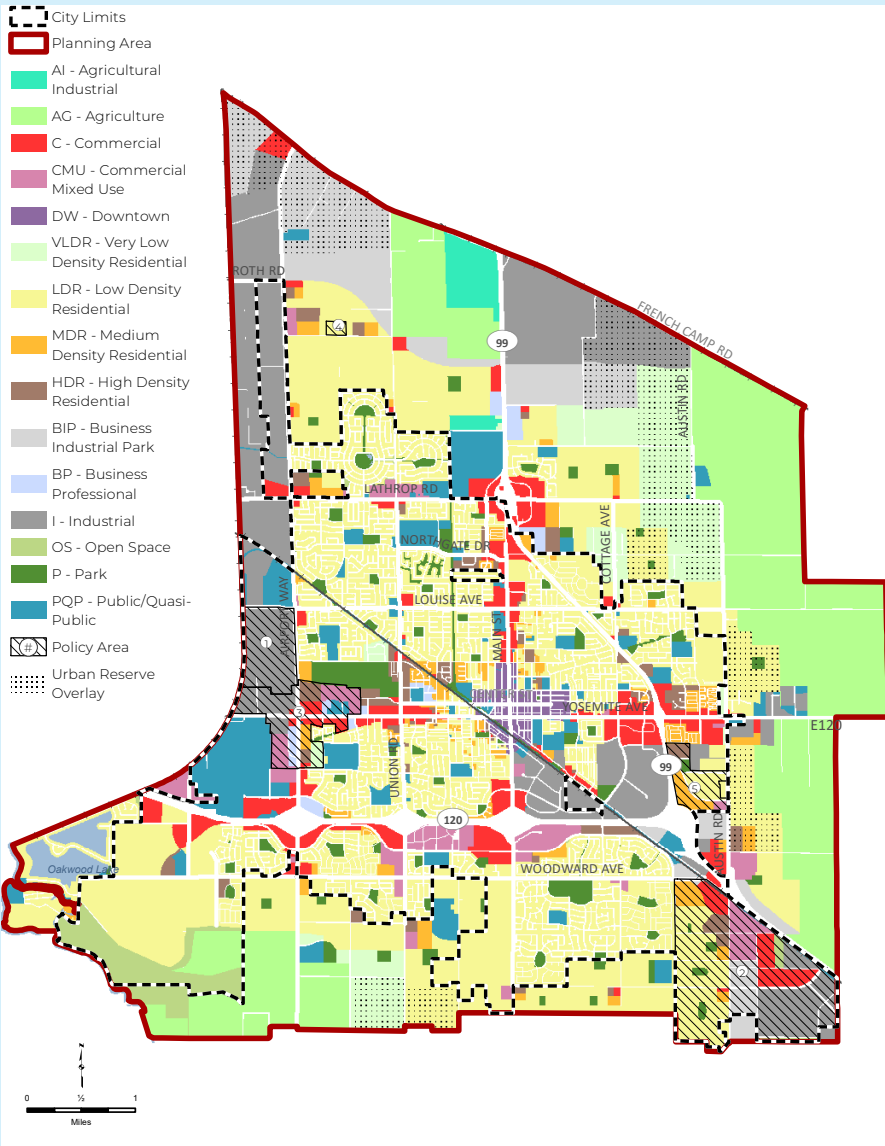 City Limits
Planning Area
AI - Agricultural
Industrial
AG - Agriculture
C - Commercial
CMU - Commercial
Mixed Use
DW - Downtown
VLDR - Very Low
Density Residential
LDR - Low Density
Residential
MDR - Medium
Density Residential
HDR - High Density
Residential
BIP - Business
Industrial Park
BP - Business
Professional
I - Industrial
OS - Open Space
P - Park
PQP - Public/Quasi-
Public
#
Policy Area
Urban Reserve
Overlay
ROTH RD
4
99
FRENCH CAMP RD
AUSTIN RD
LATHROP RD
NORTHGATE DR
COTTAGE AVE
WAY
LOUISE AVE
MAIN ST
1
3
YOSEMITE AVE
E120
UNION RD
99
5
120
AUSTIN RD
WOODWARD AVE
Oakwood Lake
2
0
½
1
Miles